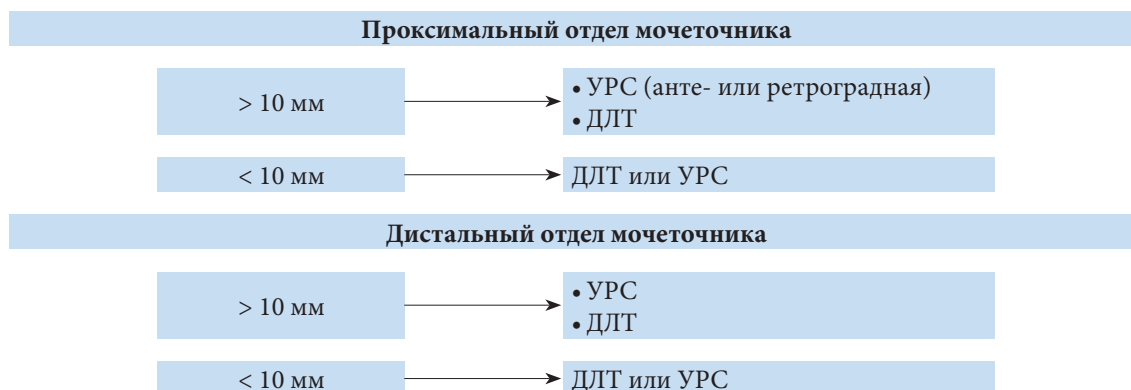 Проксимальный отдел мочеточника
> 10 мм
• УРС (анте- или ретроградная)
• ДЛТ
< 10 мм
ДЛТ или УРС
Дистальный отдел мочеточника
> 10 мм
• УРС
• ДЛТ
< 10 мм
ДЛТ или УРС